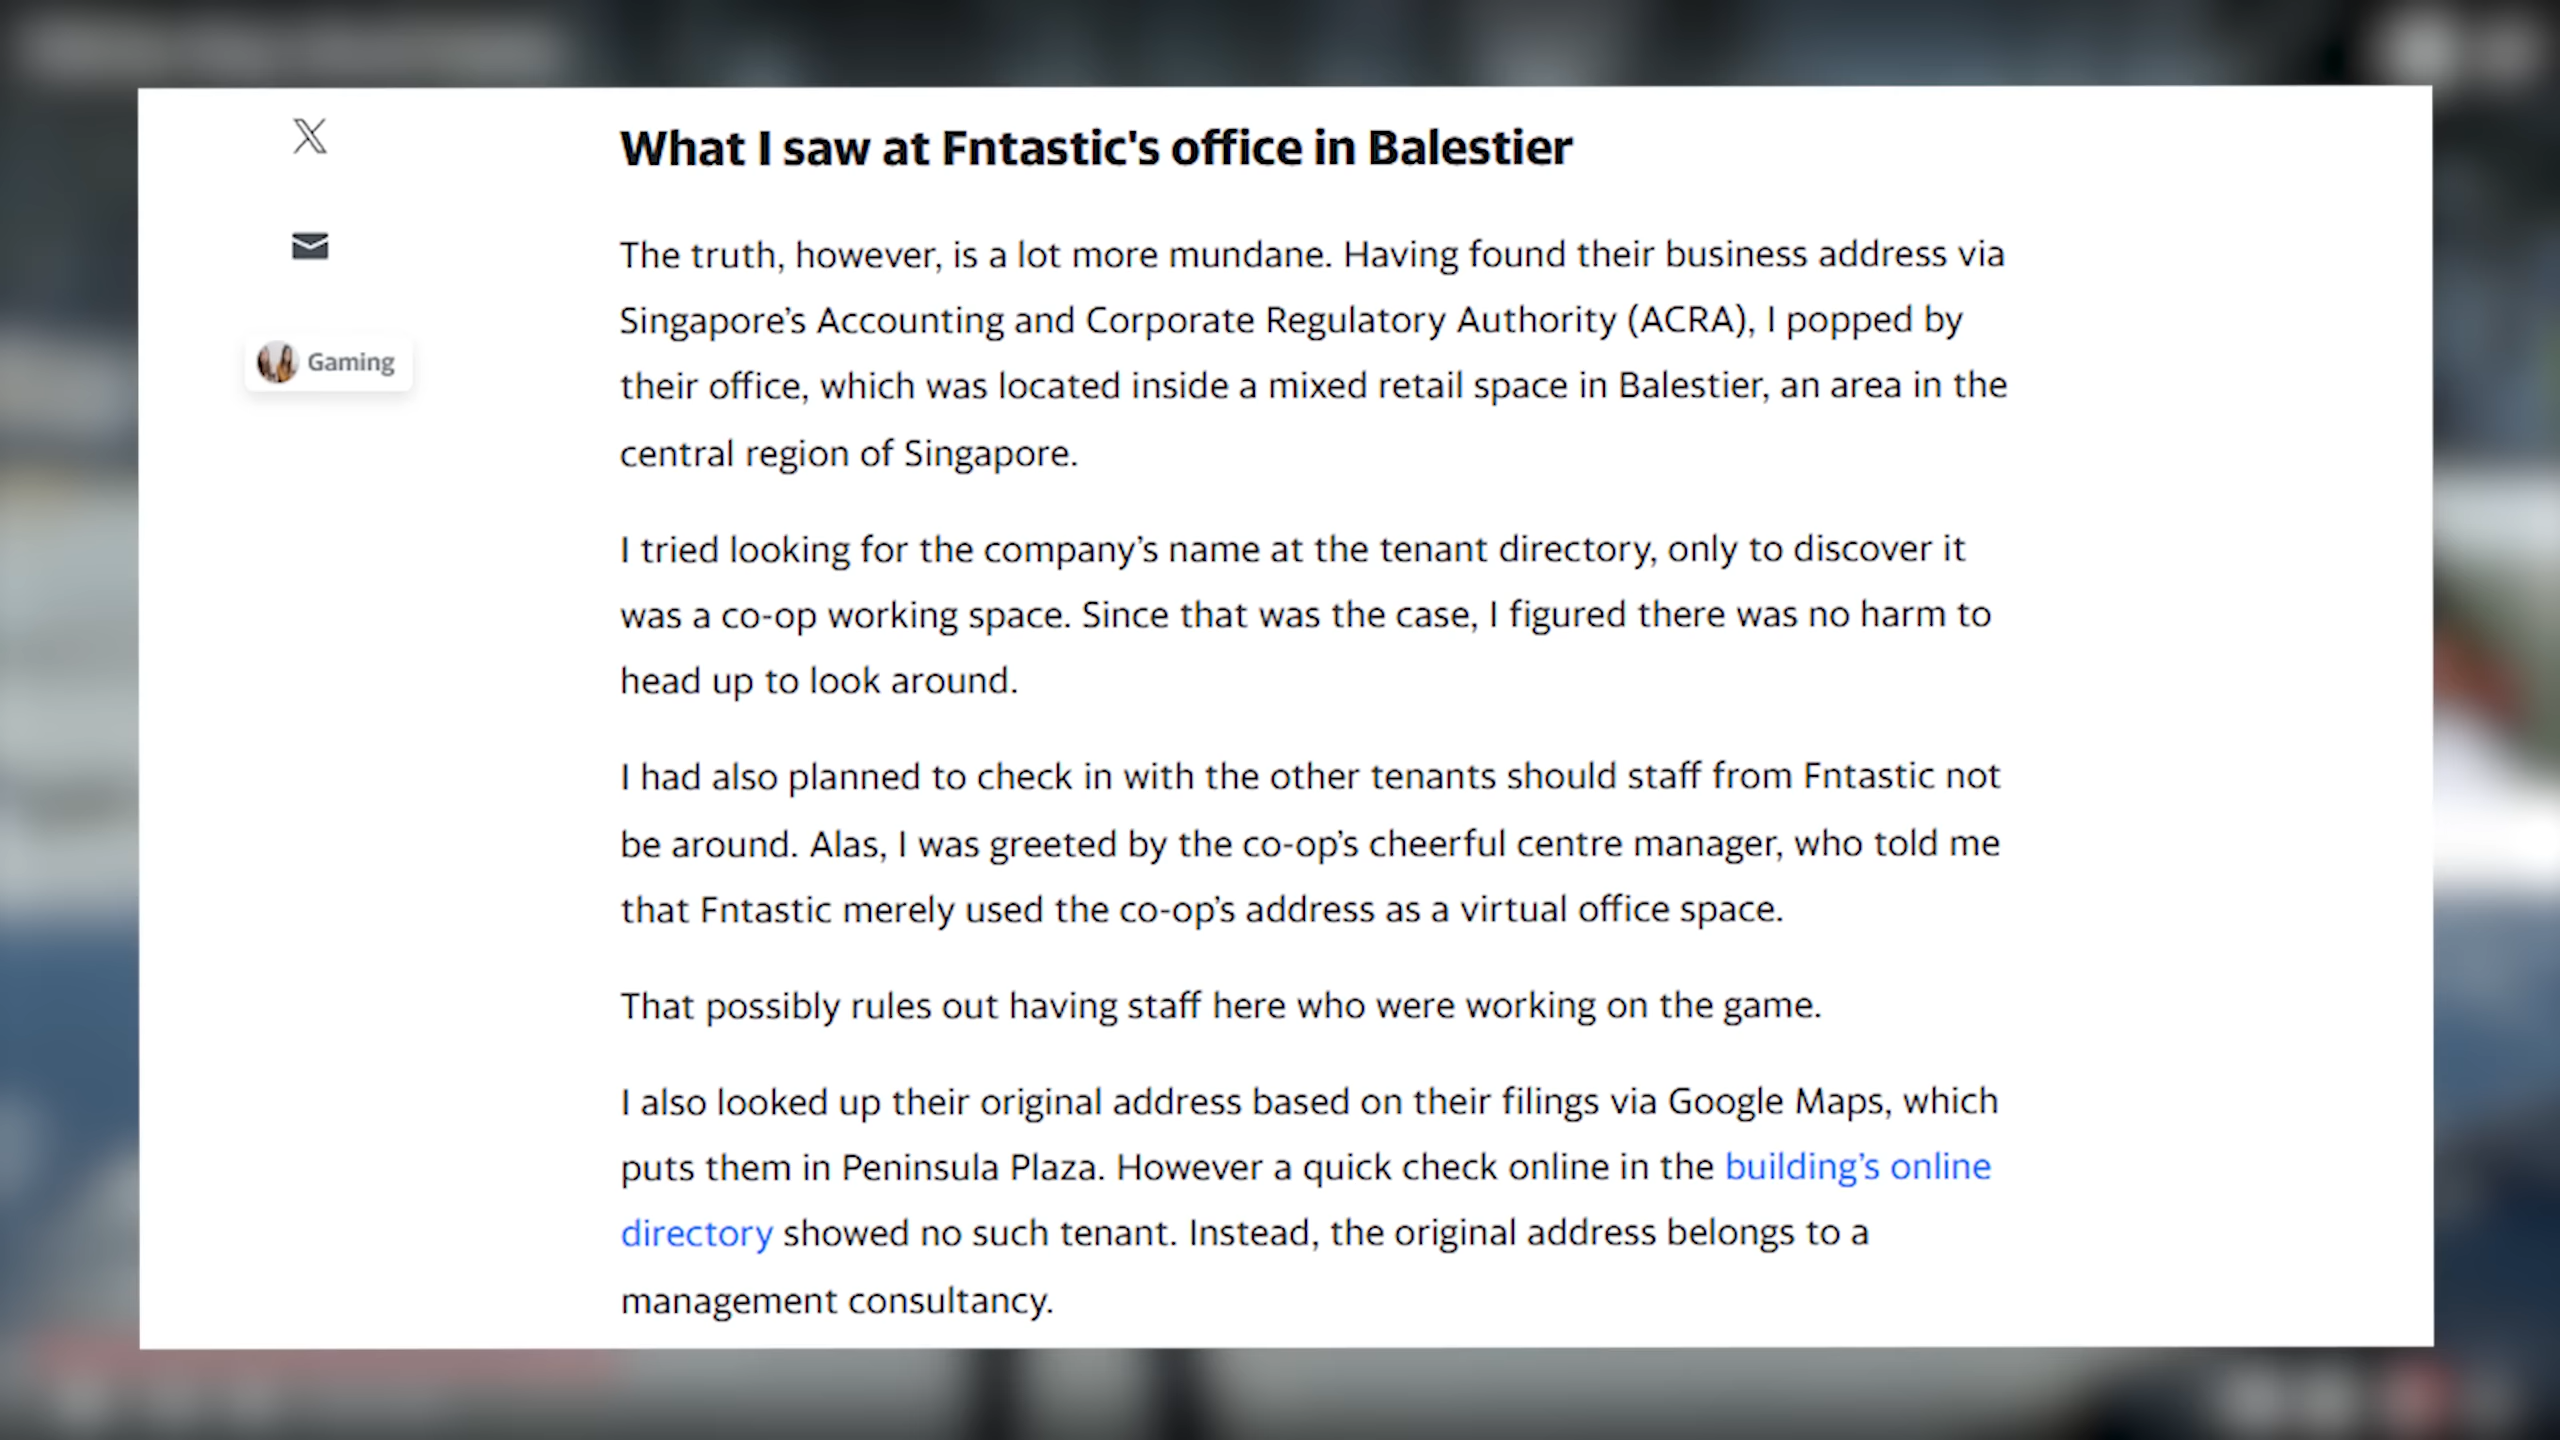 What I saw at Fntastic's office in Balestier
The truth, however, is a lot more mundane. Having found their business address via
Singapore’s Accounting and Corporate Regulatory Authority (ACRA), I popped by
their office, which was located inside a mixed retail space in Balestier, an area in the
central region of Singapore.
I tried looking for the company’s name at the tenant directory, only to discover it
was a co-op working space. Since that was the case, I figured there was no harm to
head up to look around.
I had also planned to check in with the other tenants should staff from Fntastic not
be around. Alas, I was greeted by the co-op’s cheerful centre manager, who told me
that Fntastic merely used the co-op’s address as a virtual office space.
That possibly rules out having staff here who were working on the game.
I also looked up their original address based on their filings via Google Maps, which
puts them in Peninsula Plaza. However a quick check online in the building’s online
directory showed no such tenant. Instead, the original address belongs to a
management consultancy.
Gaming